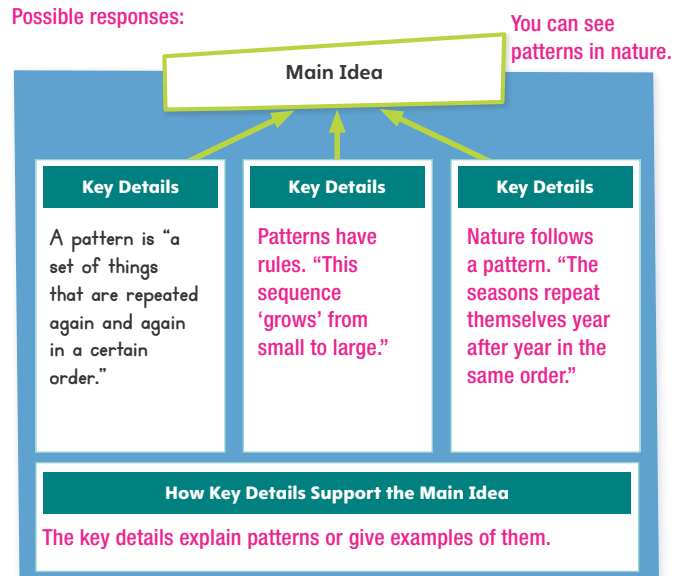 Possible responses:
You can see
patterns in nature.
Main Idea
Key Details
A pattern is “a
set of things
that are repeated
again and again
in a certain
order.”
Key Details
Patterns have
rules. “This
sequence
‘grows’ from
small to large.”
Key Details
Nature follows
a pattern. “The
seasons repeat
themselves year
after year in the
same order.”
How Key Details Support the Main Idea
The key details explain patterns or give examples of them.